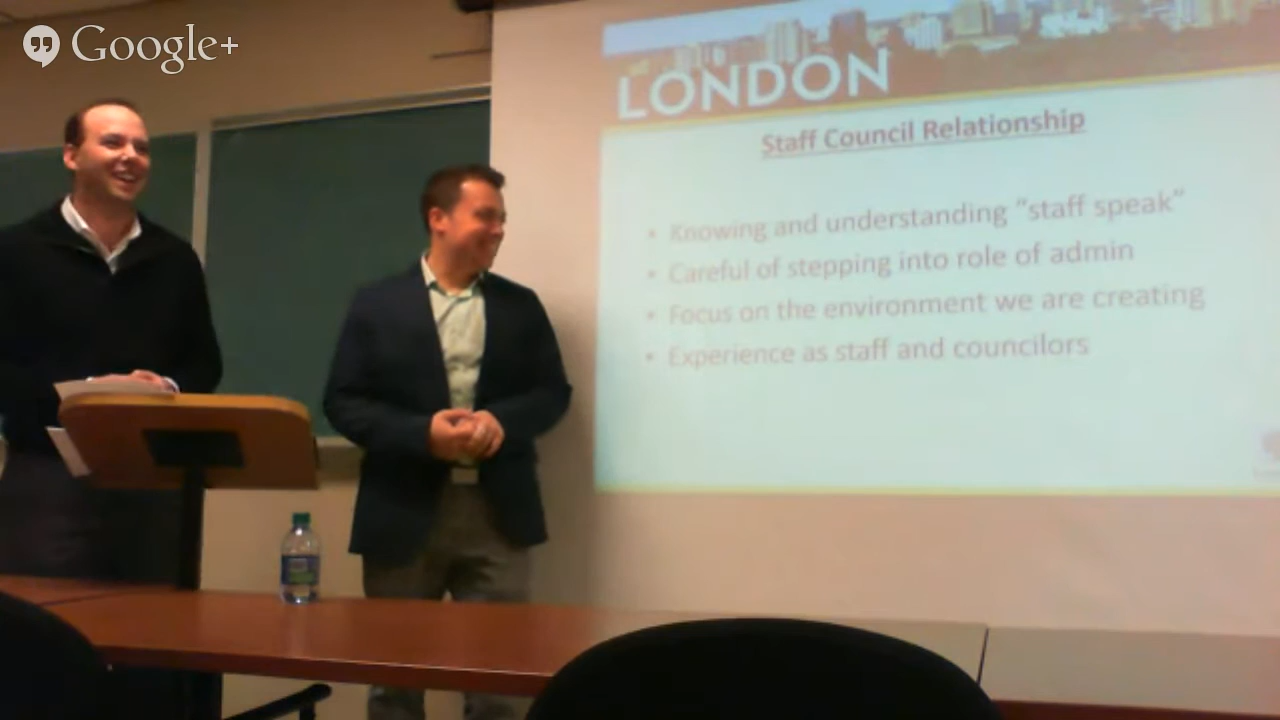 Google+
LONDON
Staff Council Relationship
• Knowing and understanding "staff speak"
• Careful of stepping into role of admin
• Focus on the environment we are creating
• Experience as staff and councilors